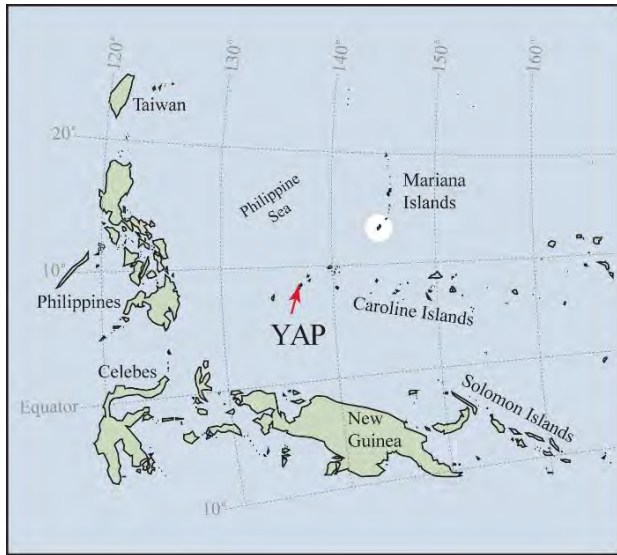 120°
130°
140°
150°
160°
Taiwan
20°
Mariana
Islands
Philippine
Sea
10°
Philippines
Caroline Islands
YAP
Celebes
Equator
New
Guinea
Solomon Islands
10°